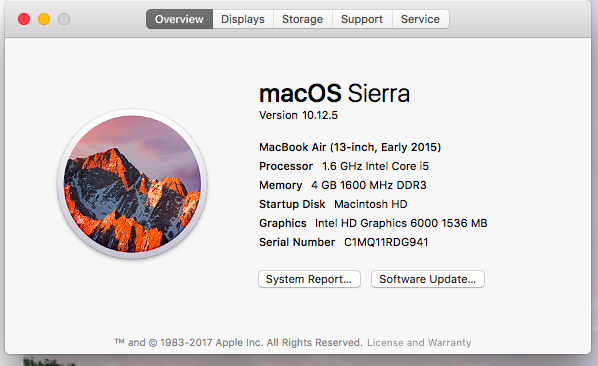 Overview Displays Storage Support Service
macOS Sierra
Version 10.12.5
MacBook Air (13-inch, Early 2015)
Processor 1.6 GHz Intel Core i5
Memory 4 GB 1600 MHz DDR3
Startup Disk Macintosh HD
Graphics Intel HD Graphics 6000 1536 MB
Serial Number C1MQ11RDG941
System Report... Software Update...
™ and © 1983-2017 Apple Inc. All Rights Reserved. License and Warranty